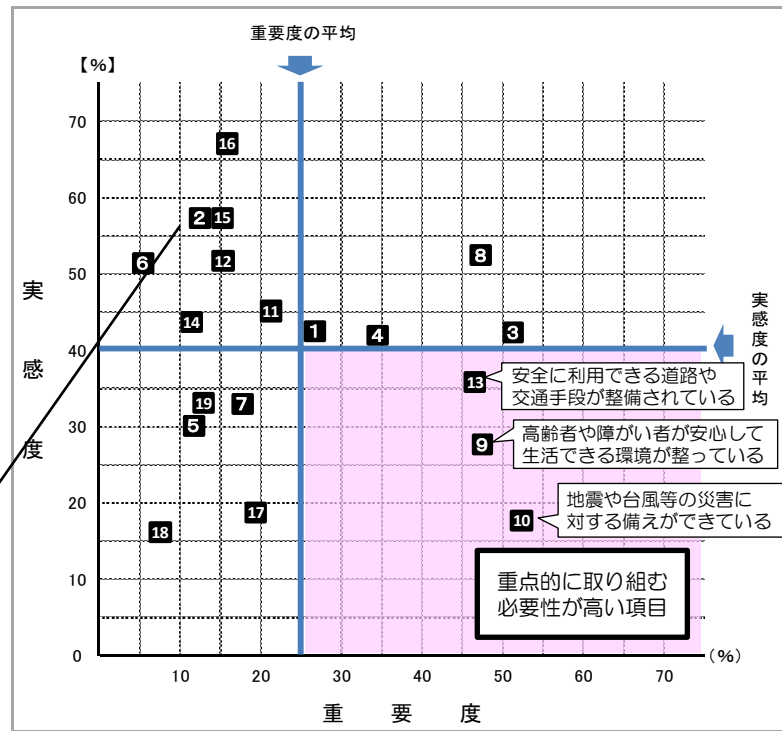 重要度の平均
【%】
70
16
60
2
15
6
12
8
50
11
14
1
4
3
40
13
安全に利用できる道路や
交通手段が整備されている
19
7
5
9
高齢者や障がい者が安心して
生活できる環境が整っている
30
20
17
10
地震や台風等の災害に
対する備えができている
18
重点的に取り組む
必要性が高い項目
10
0
(%)
10 20 30 40 50 60 70
重要度
実感度
実感度の平均